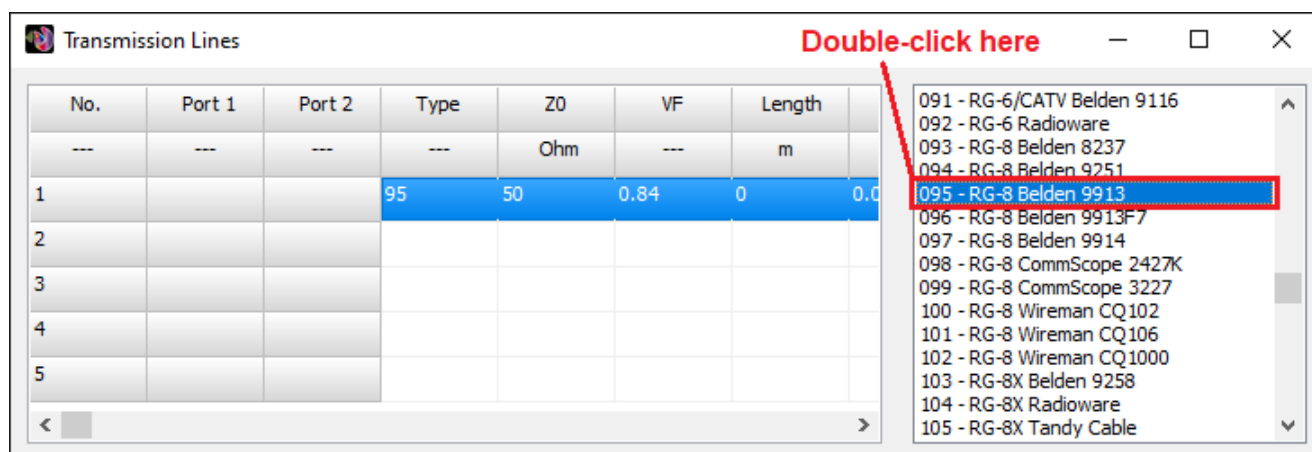 Transmission Lines
Double-click here
No. Port 1 Port 2 Type Z0 VF Length
--- --- --- --- Ohm --- m
1 95 50 0.84 0 0.0
2
3
4
5
091 - RG-6/CATV Belden 9116
092 - RG-6 Radioware
093 - RG-8 Belden 8237
094 - RG-8 Belden 9251
095 - RG-8 Belden 9913
096 - RG-8 Belden 9913F7
097 - RG-8 Belden 9914
098 - RG-8 CommScope 2427K
099 - RG-8 CommScope 3227
100 - RG-8 Wireman CQ102
101 - RG-8 Wireman CQ106
102 - RG-8 Wireman CQ1000
103 - RG-8X Belden 9258
104 - RG-8X Radioware
105 - RG-8X Tandy Cable